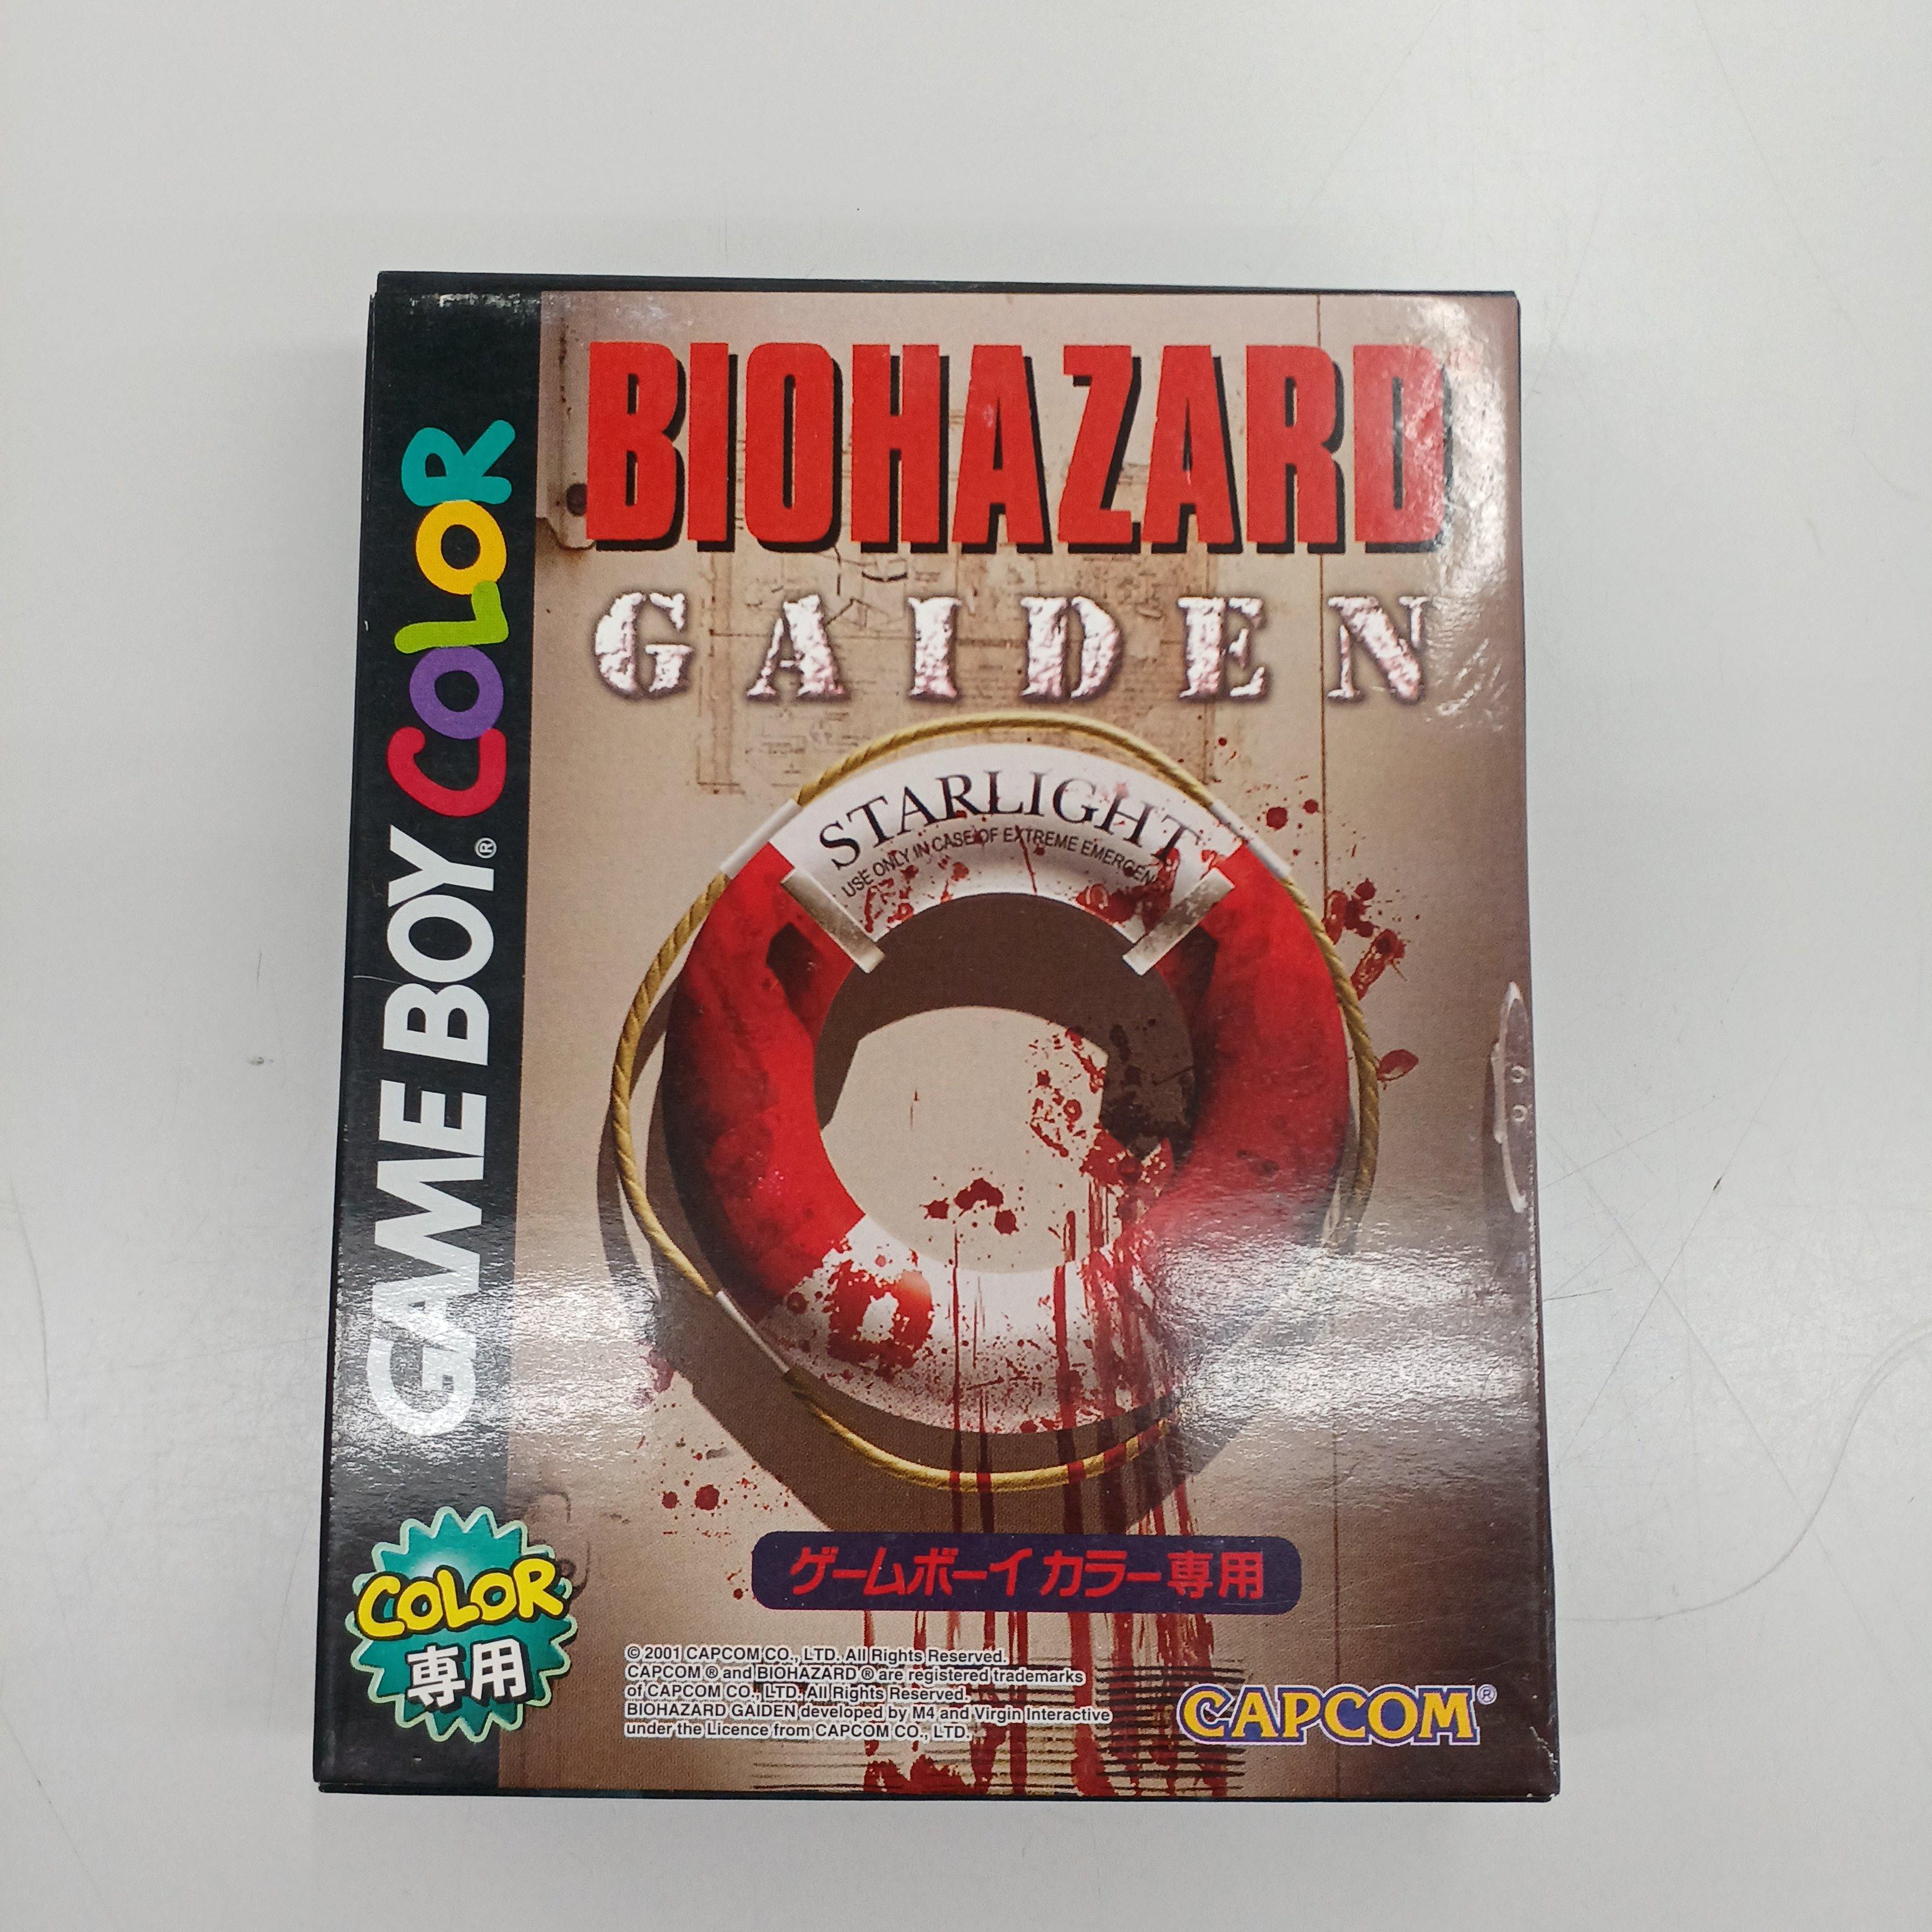 BIOHAZARD
GAIDEN
GAME BOY COLOR
®
STARLIGHT
USE ONLY IN CASE OF EXTREME
ゲームボーイカラー専用
COLOR
専用
© 2001 CAPCOM CO., LTD. All Rights Reserved.
CAPCOM ® and BIOHAZARD ® are registered trademarks
of CAPCOM CO., LTD. All Rights Reserved.
BIOHAZARD GAIDEN developed by M4 and Virgin Interactive
under the Licence from CAPCOM CO., LTD.
CAPCOM®